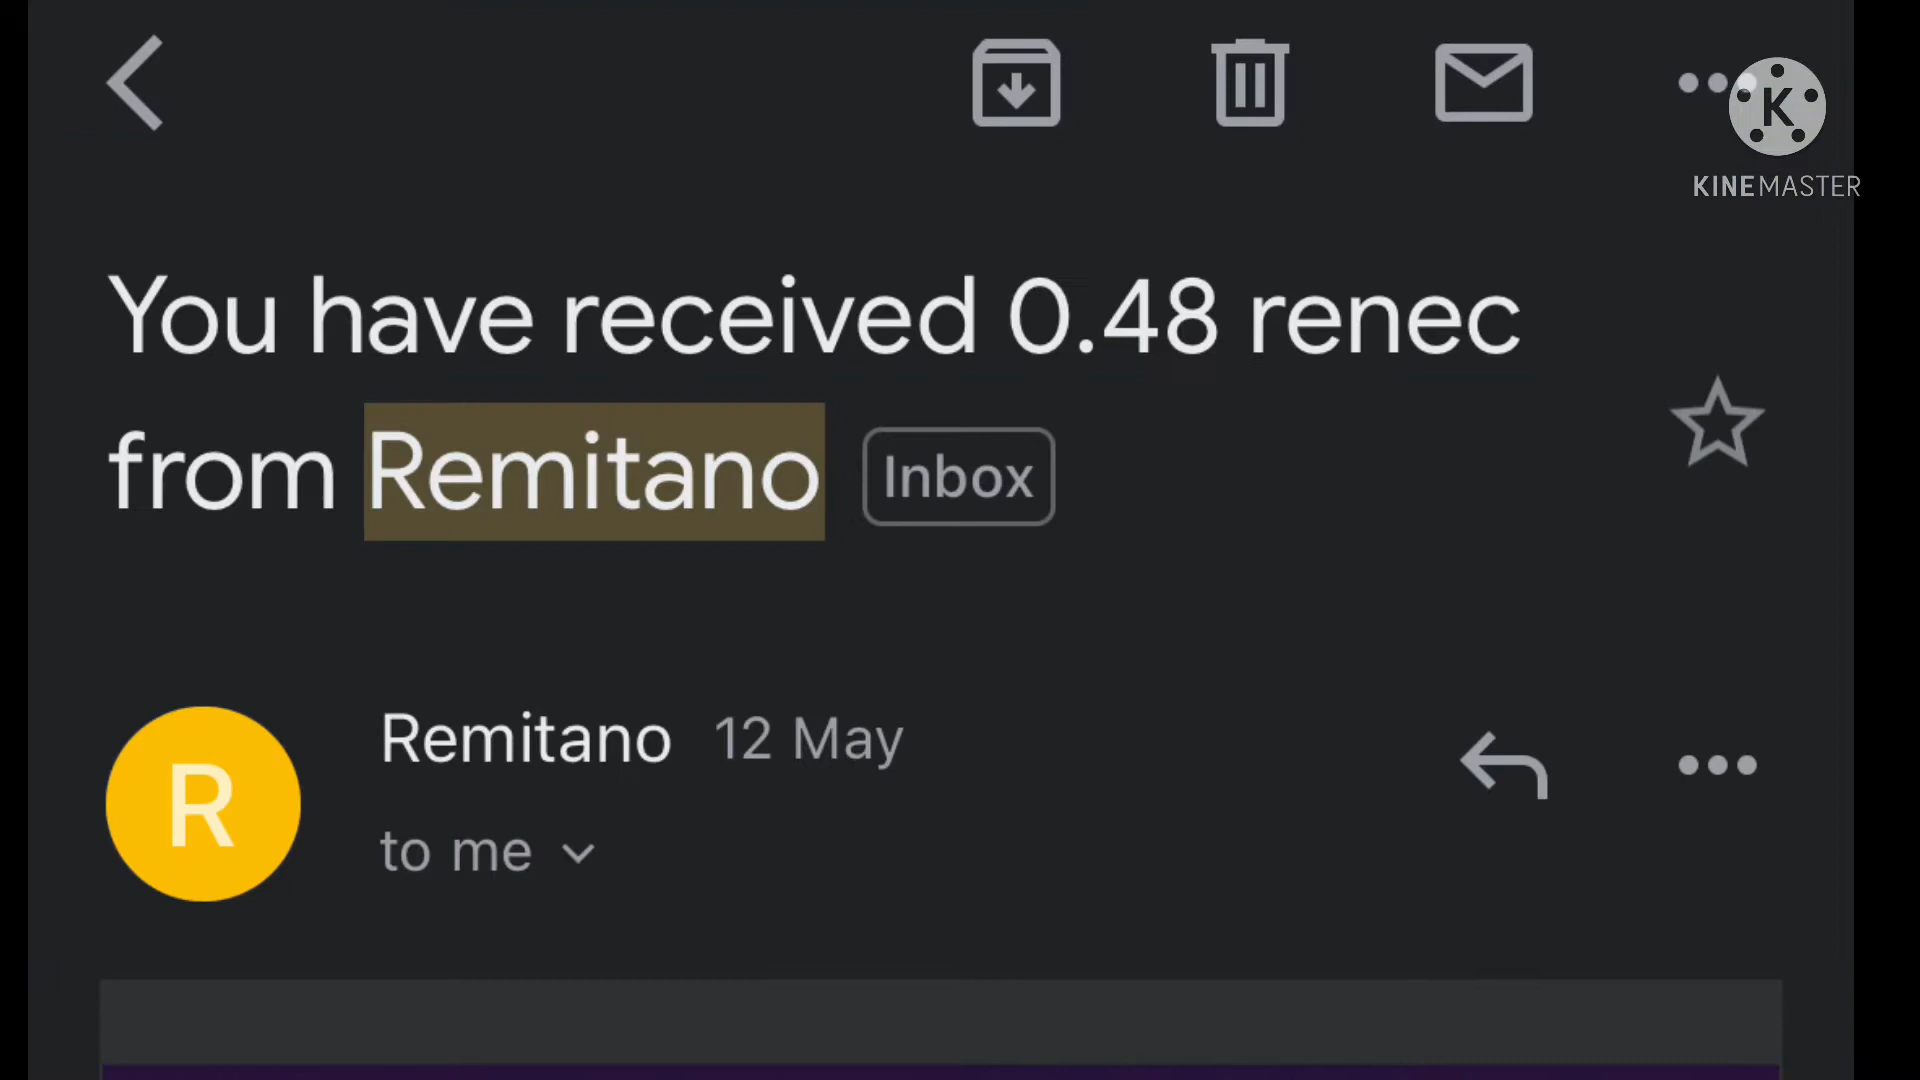 K
KINEMASTER
You have received 0.48 renec
from Remitano Inbox
R
Remitano 12 May
to me